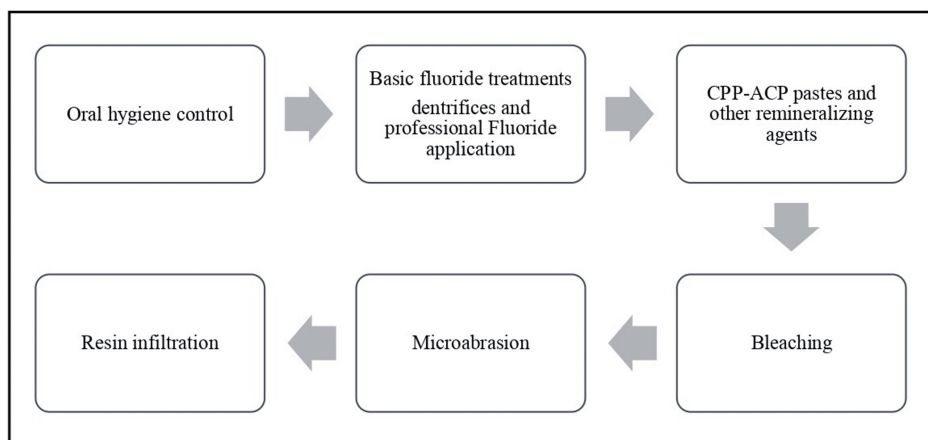 Oral hygiene control
Basic fluoride treatments
dentrifices and
professional Fluoride
application
CPP-ACP pastes and
other remineralizing
agents
Bleaching
Microabrasion
Resin infiltration